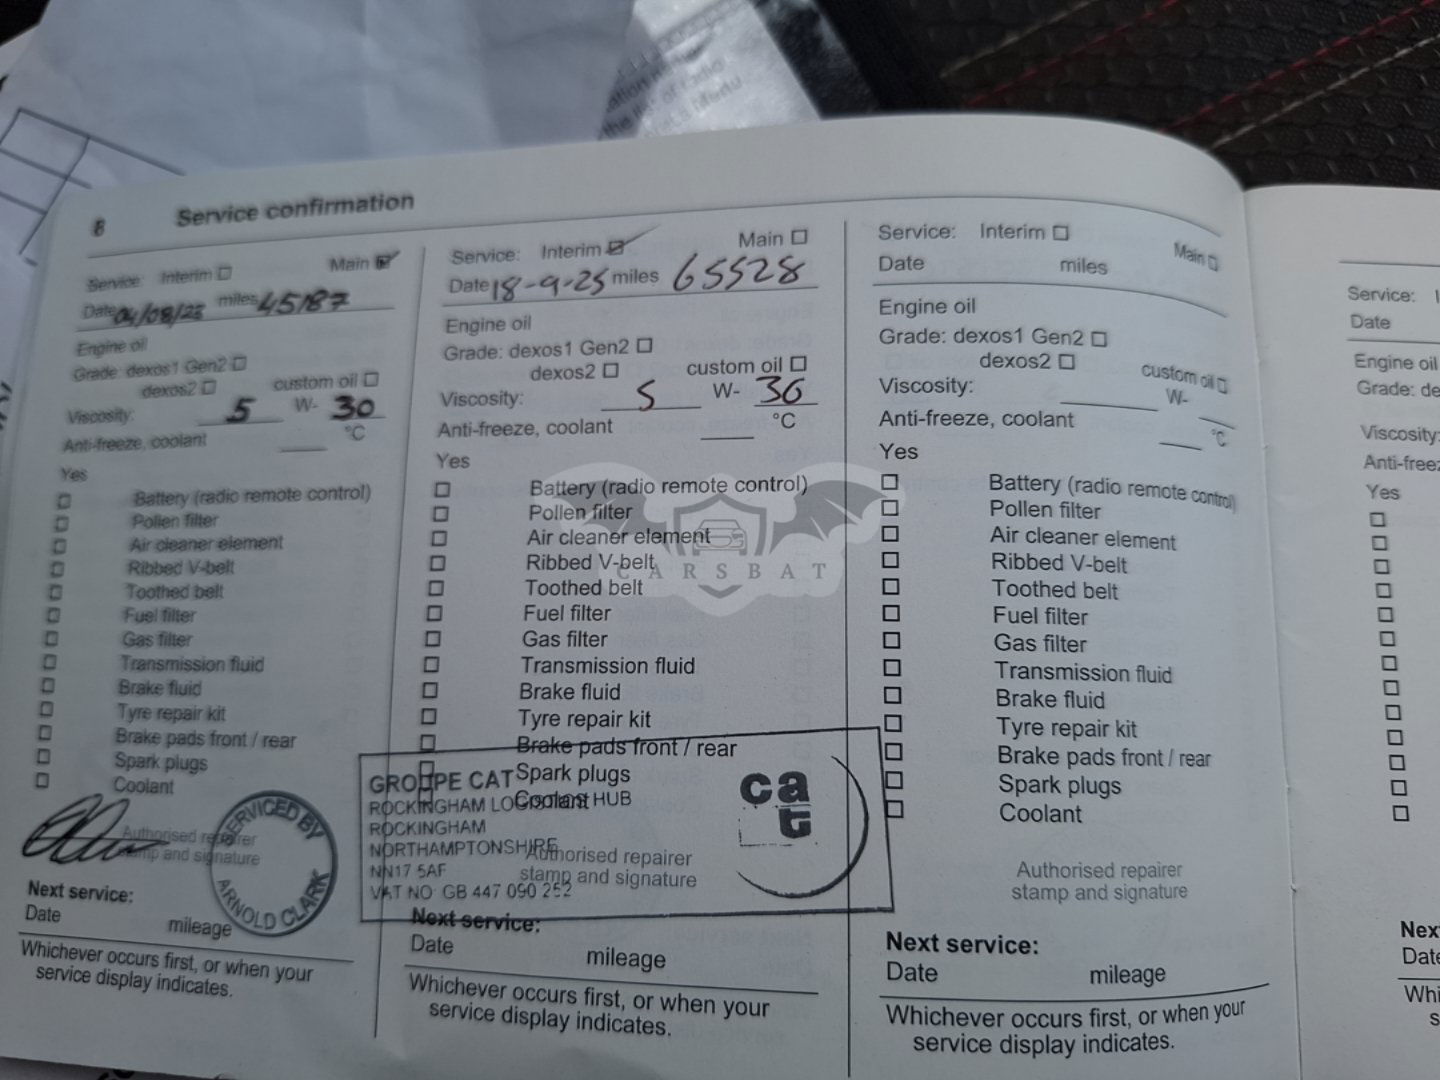 8 Service confirmation
Service: Interim Main
Date 04/08/23 miles 45187
Engine oil
Grade: dexos1 Gen2
dexos2 custom oil
Viscosity: 5 W- 30
Anti-freeze, coolant °C
Yes
Battery (radio remote control)
Pollen filter
Air cleaner element
Ribbed V-belt
Toothed belt
Fuel filter
Gas filter
Transmission fluid
Brake fluid
Tyre repair kit
Brake pads front / rear
Spark plugs
Coolant
Authorised repairer
stamp and signature
SERVICED BY
ARNOLD CLARK
Next service:
Date mileage
Whichever occurs first, or when your
service display indicates.
Service: Interim Main
Date 18-9-25 miles 65528
Engine oil
Grade: dexos1 Gen2
dexos2 custom oil
Viscosity: 5 W- 30
Anti-freeze, coolant °C
Yes
Battery (radio remote control)
Pollen filter
Air cleaner element
Ribbed V-belt
Toothed belt
Fuel filter
Gas filter
Transmission fluid
Brake fluid
Tyre repair kit
Brake pads front / rear
Spark plugs
Coolant
GROUPE CAT
ROCKINGHAM LOGISTICS HUB
ROCKINGHAM
NORTHAMPTONSHIRE
NN17 5AF
VAT NO GB 447 090 252
cat
Authorised repairer
stamp and signature
Next service:
Date mileage
Whichever occurs first, or when your
service display indicates.
CARSBAT
Service: Interim Main
Date miles
Engine oil
Grade: dexos1 Gen2
dexos2 custom oil
Viscosity: W-
Anti-freeze, coolant °C
Yes
Battery (radio remote control)
Pollen filter
Air cleaner element
Ribbed V-belt
Toothed belt
Fuel filter
Gas filter
Transmission fluid
Brake fluid
Tyre repair kit
Brake pads front / rear
Spark plugs
Coolant
Authorised repairer
stamp and signature
Next service:
Date mileage
Whichever occurs first, or when your
service display indicates.
Service:
Date
Engine oil
Grade: de
Viscosity:
Anti-freez
Yes
Nex
Date
Whi
s